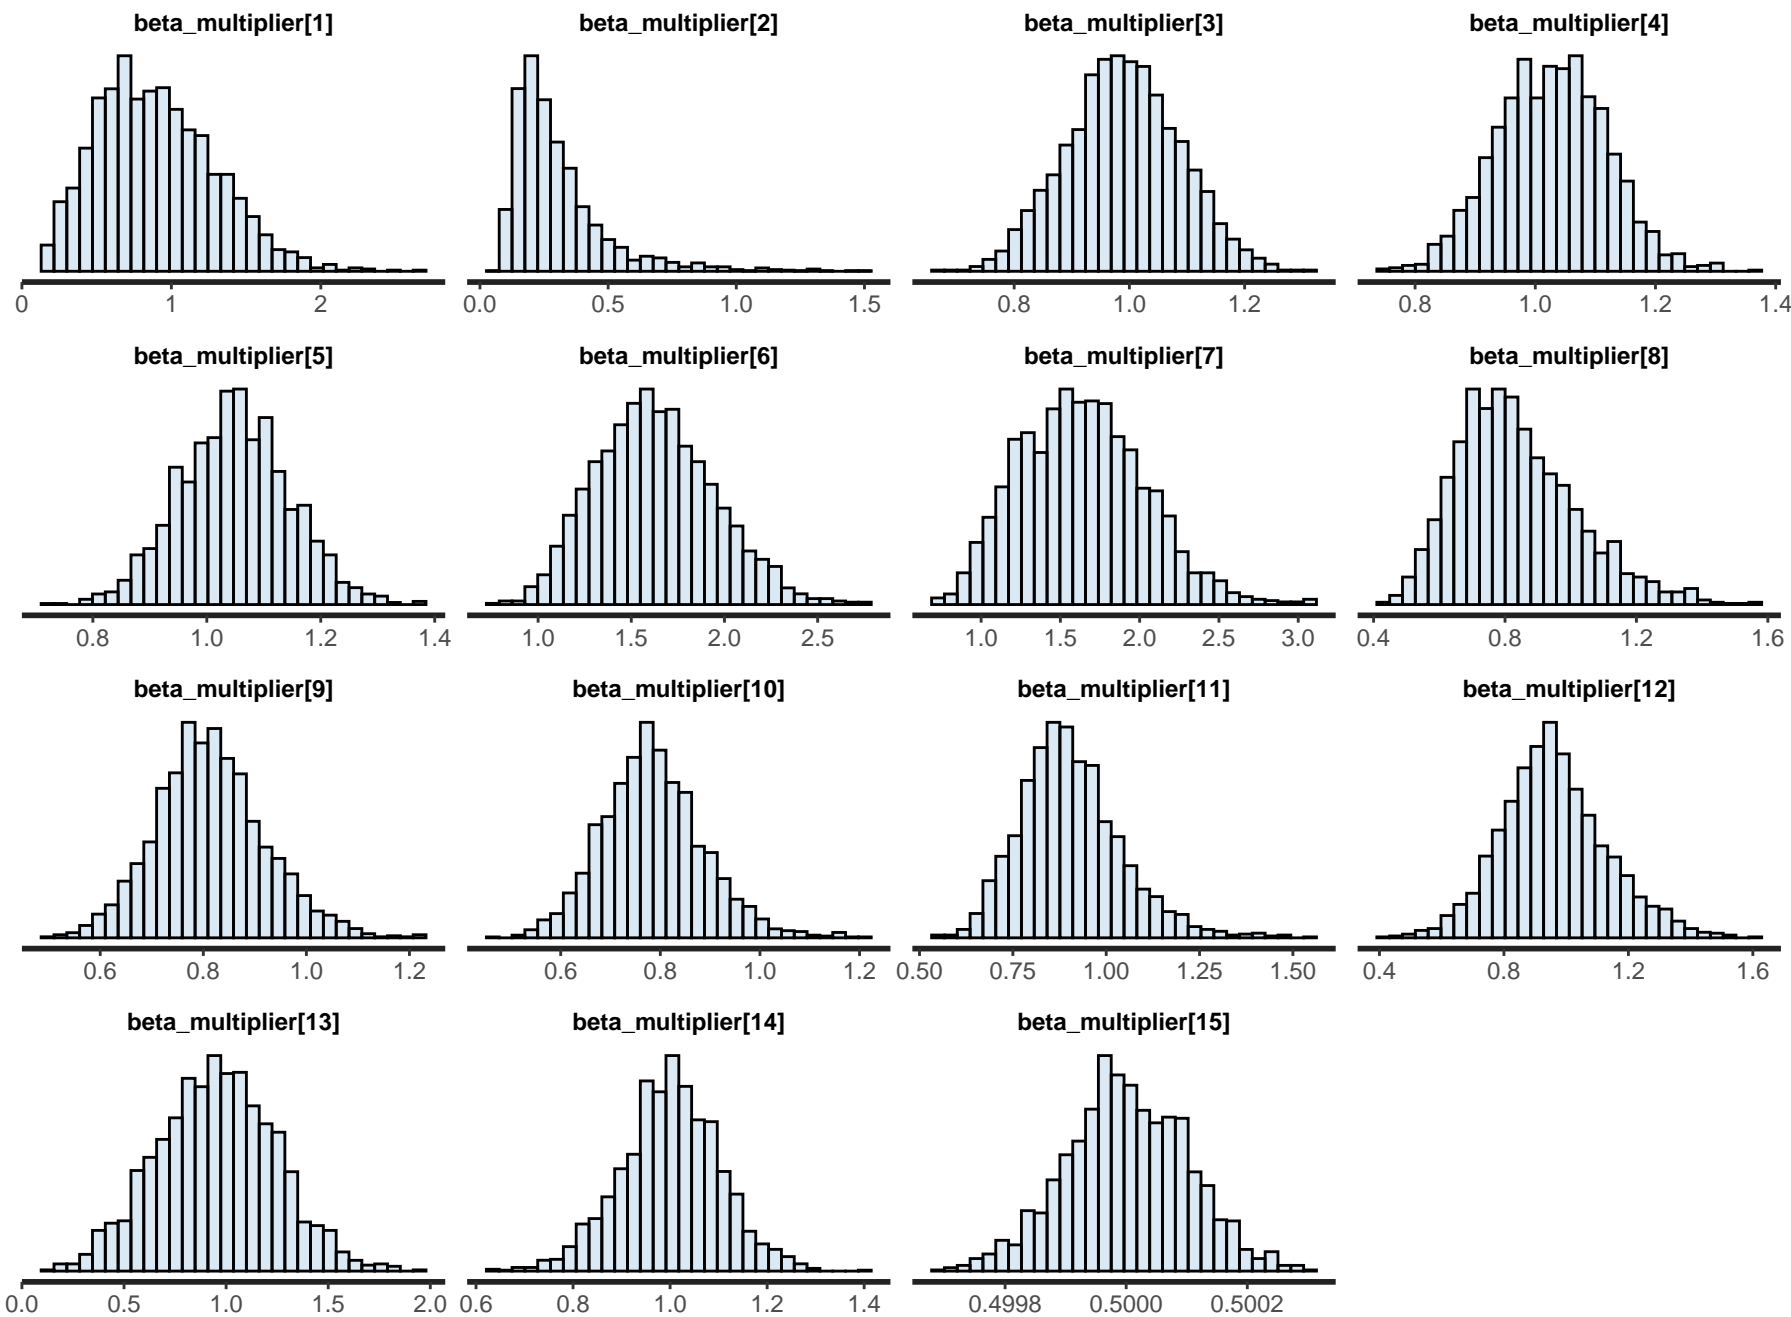 beta_multiplier[1] beta_multiplier[2] beta_multiplier[3] beta_multiplier[4]
0 1 2 0.0 0.5 1.0 1.5 0.8 1.0 1.2 0.8 1.0 1.2 1.4
beta_multiplier[5] beta_multiplier[6] beta_multiplier[7] beta_multiplier[8]
0.8 1.0 1.2 1.4 1.0 1.5 2.0 2.5 1.0 1.5 2.0 2.5 3.0 0.4 0.8 1.2 1.6
beta_multiplier[9] beta_multiplier[10] beta_multiplier[11] beta_multiplier[12]
0.6 0.8 1.0 1.2 0.6 0.8 1.0 1.2 0.50 0.75 1.00 1.25 1.50 0.4 0.8 1.2 1.6
beta_multiplier[13] beta_multiplier[14] beta_multiplier[15]
0.0 0.5 1.0 1.5 2.0 0.6 0.8 1.0 1.2 1.4 0.4998 0.5000 0.5002